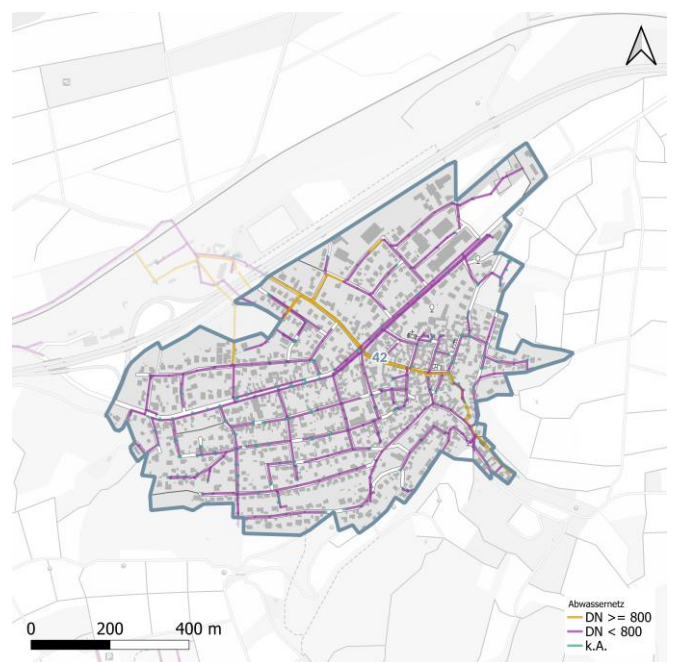 42
Abwassernetz
DN >= 800
DN < 800
k.A.
0 200 400 m